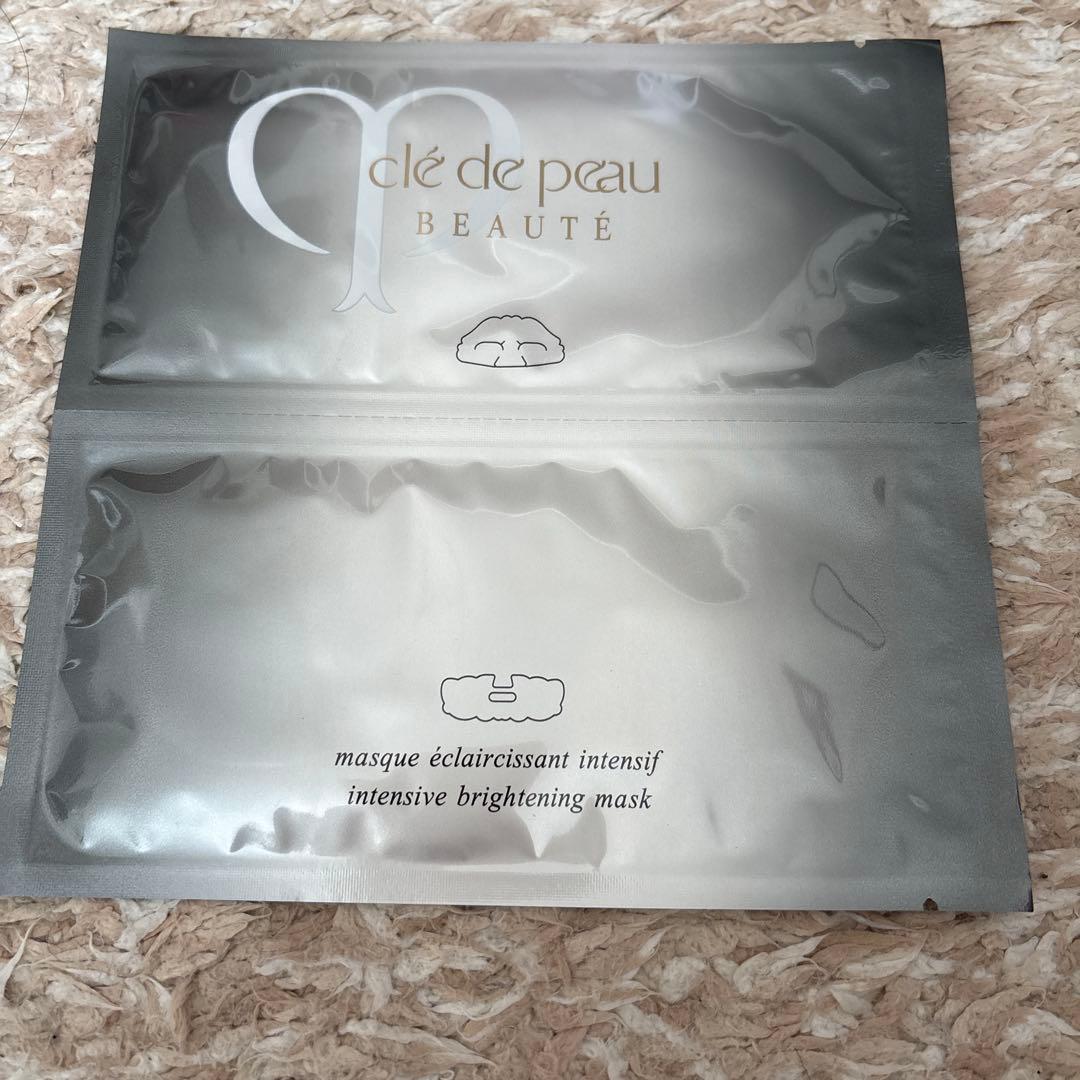 clé de peau
BEAUTÉ
masque éclaircissant intensif
intensive brightening mask